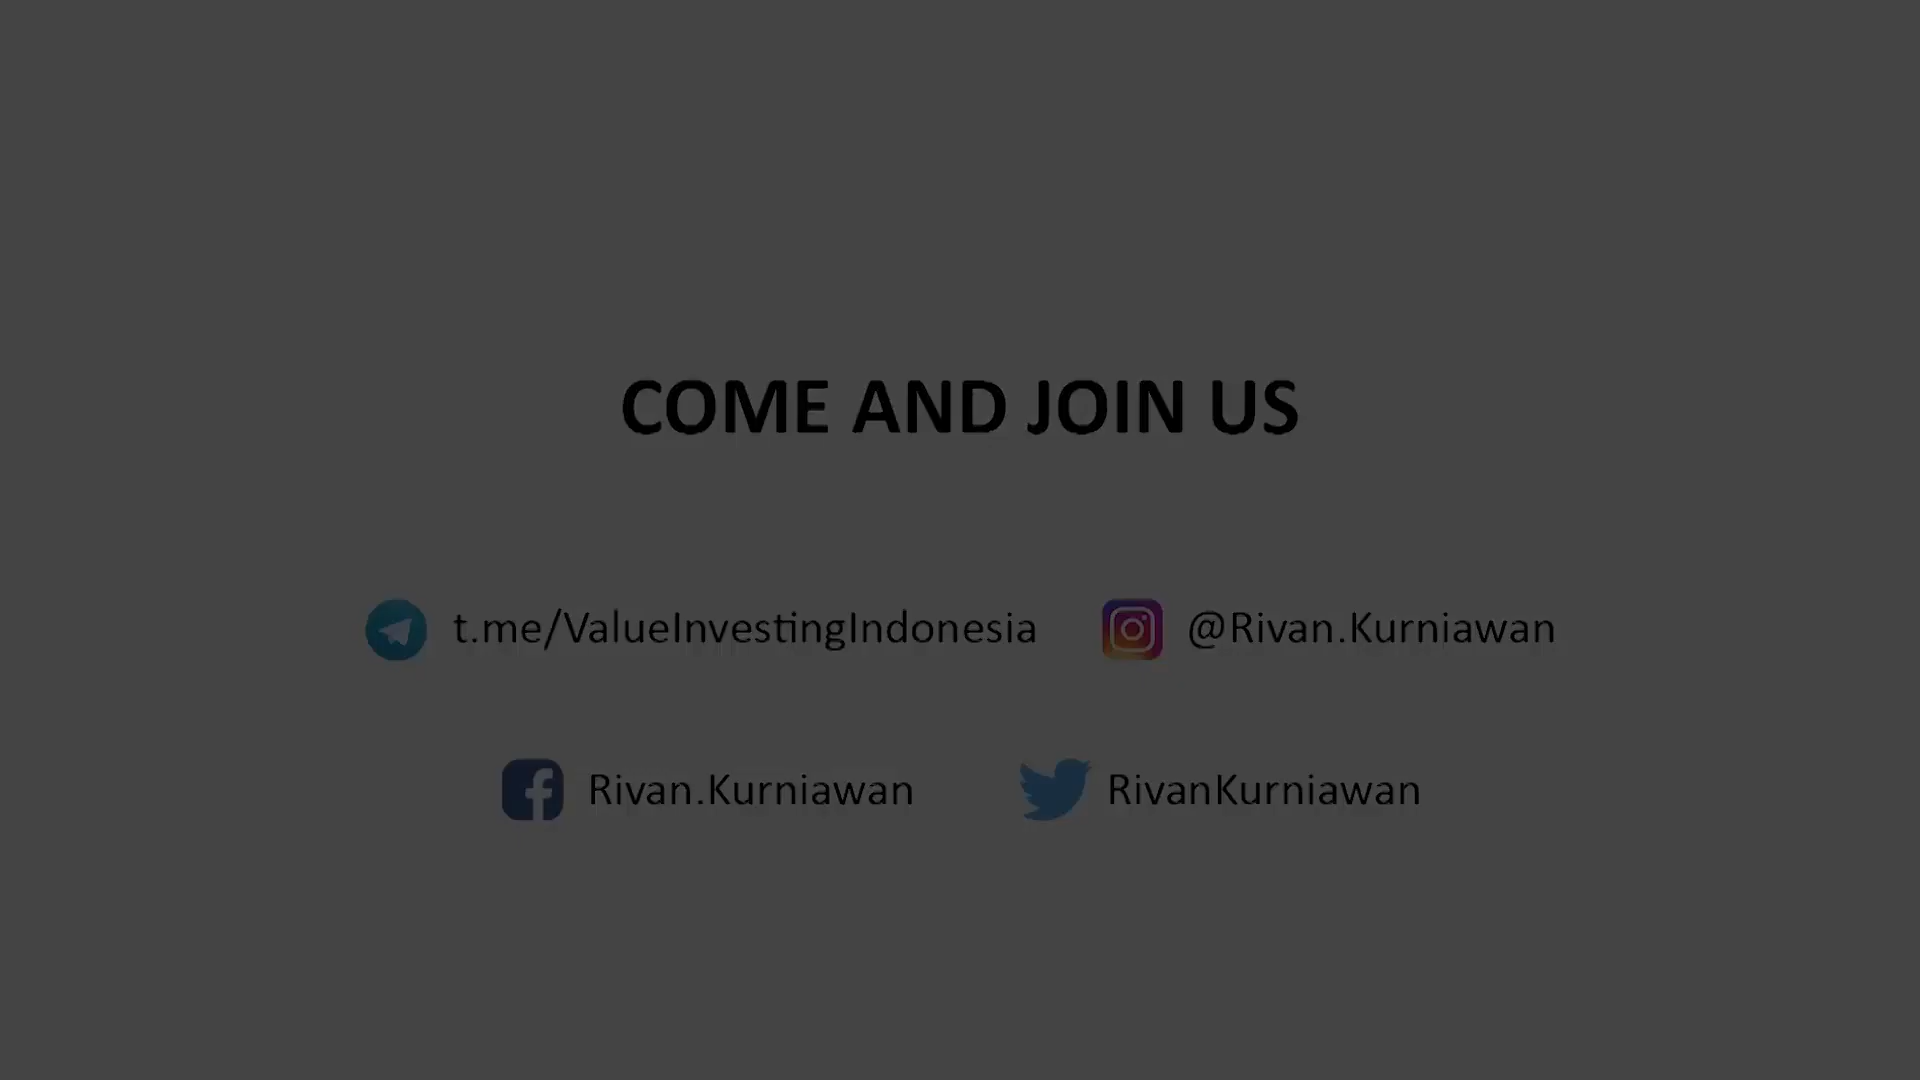 COME AND JOIN US
t.me/ValueInvestingIndonesia @Rivan.Kurniawan
Rivan.Kurniawan RivanKurniawan